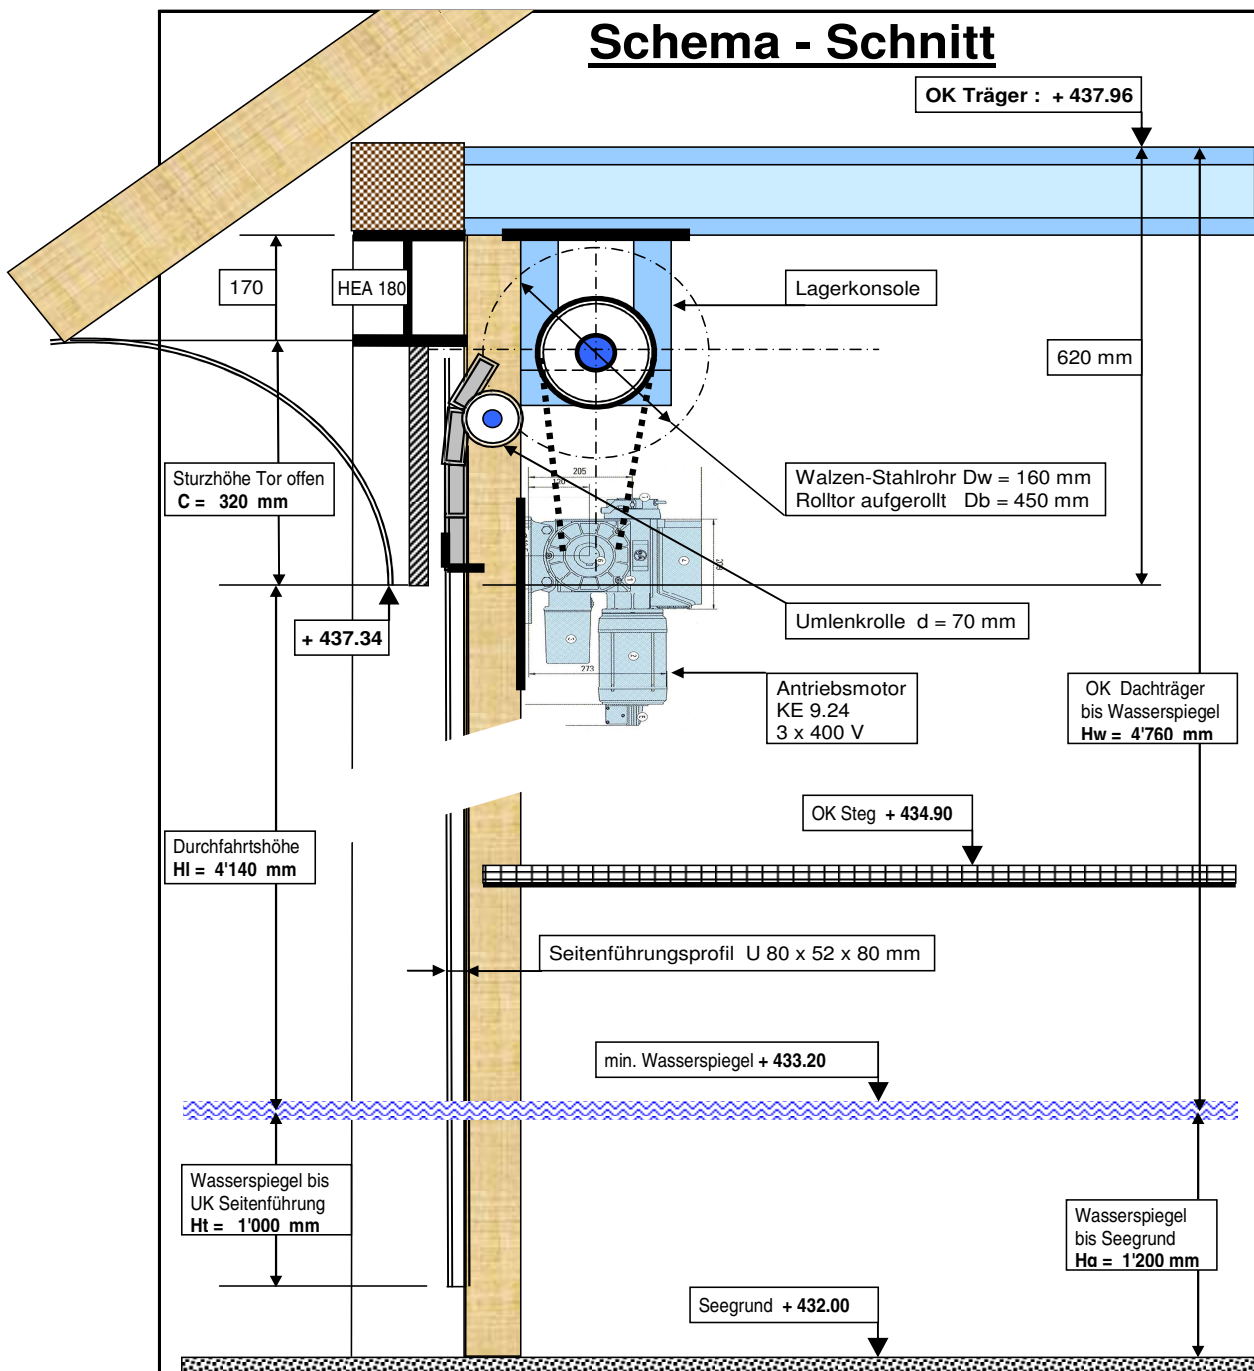 Schema - Schnitt
OK Träger : + 437.96
170
HEA 180
Lagerkonsole
620 mm
Sturzhöhe Tor offen
C = 320 mm
205
120
Walzen-Stahlrohr Dw = 160 mm
Rolltor aufgerollt Db = 450 mm
209
+ 437.34
Umlenkrolle d = 70 mm
273
Antriebsmotor
KE 9.24
3 x 400 V
OK Dachträger
bis Wasserspiegel
Hw = 4'760 mm
OK Steg + 434.90
Durchfahrtshöhe
Hl = 4'140 mm
Seitenführungsprofil U 80 x 52 x 80 mm
min. Wasserspiegel + 433.20
Wasserspiegel bis
UK Seitenführung
Ht = 1'000 mm
Wasserspiegel
bis Seegrund
Hg = 1'200 mm
Seegrund + 432.00